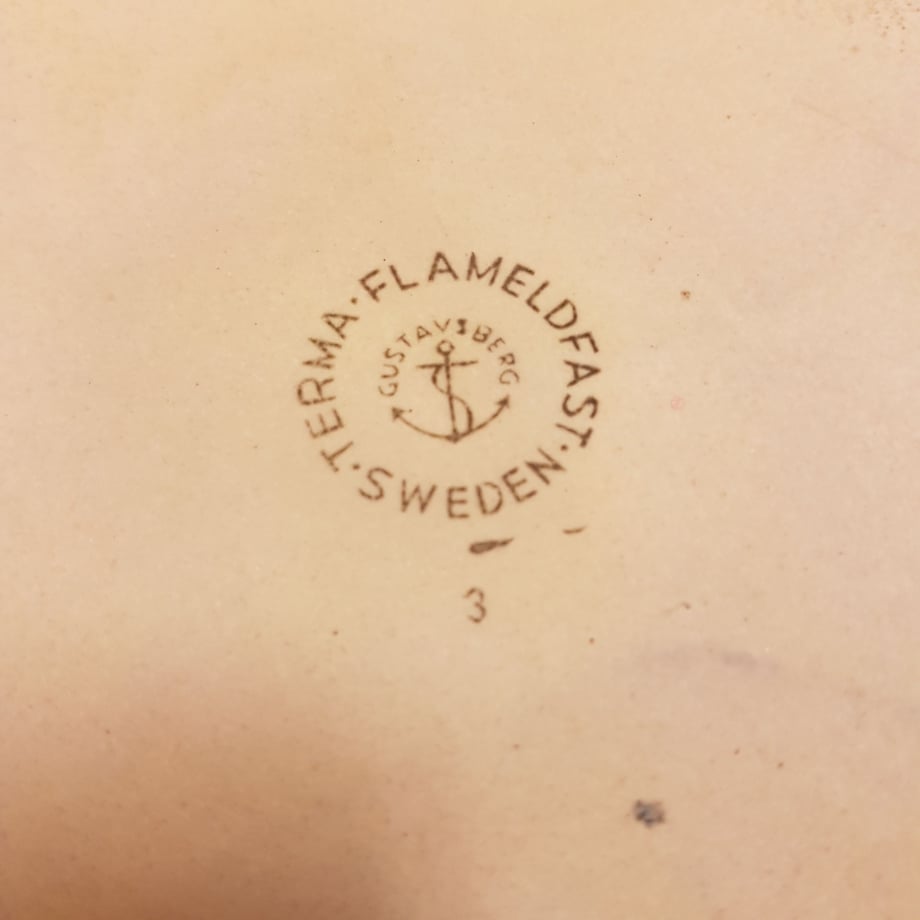 TERMA · FLAMELDFAST · SWEDEN ·
GUSTAVSBERG
3